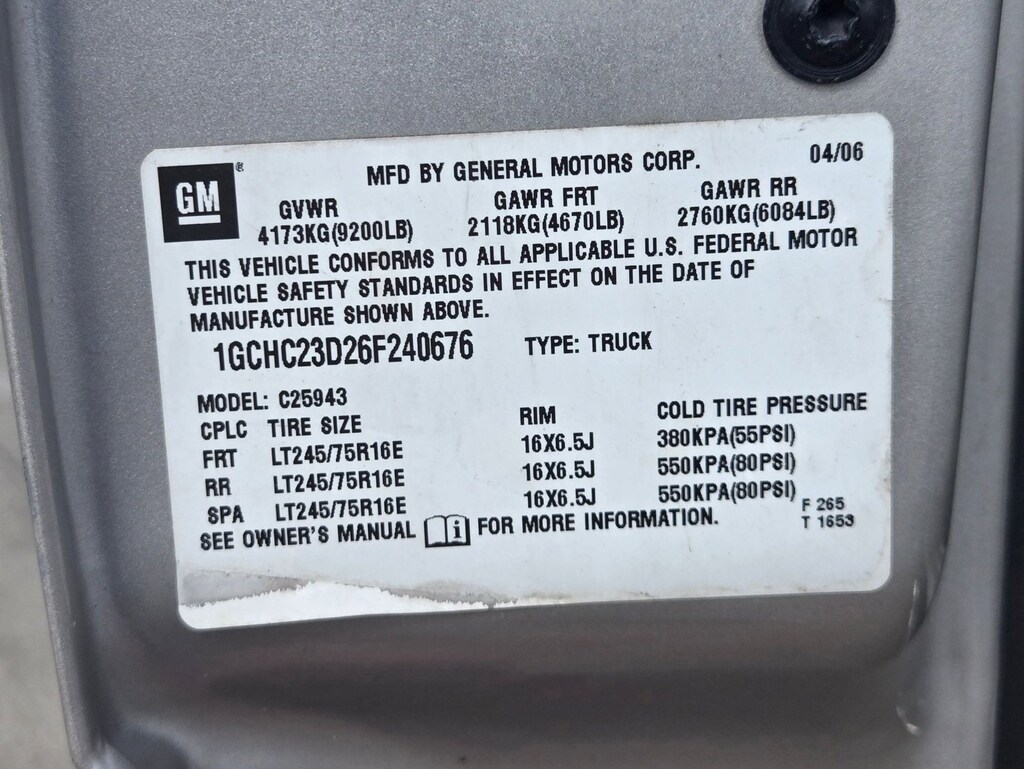 GM ®
MFD BY GENERAL MOTORS CORP. 04/06
GVWR GAWR FRT GAWR RR
4173KG(9200LB) 2118KG(4670LB) 2760KG(6084LB)
THIS VEHICLE CONFORMS TO ALL APPLICABLE U.S. FEDERAL MOTOR
VEHICLE SAFETY STANDARDS IN EFFECT ON THE DATE OF
MANUFACTURE SHOWN ABOVE.
1GCHC23D26F240676 TYPE: TRUCK
MODEL: C25943
CPLC TIRE SIZE RIM COLD TIRE PRESSURE
FRT LT245/75R16E 16X6.5J 380KPA(55PSI)
RR LT245/75R16E 16X6.5J 550KPA(80PSI)
SPA LT245/75R16E 16X6.5J 550KPA(80PSI)
SEE OWNER'S MANUAL i FOR MORE INFORMATION.
F 265
T 1653